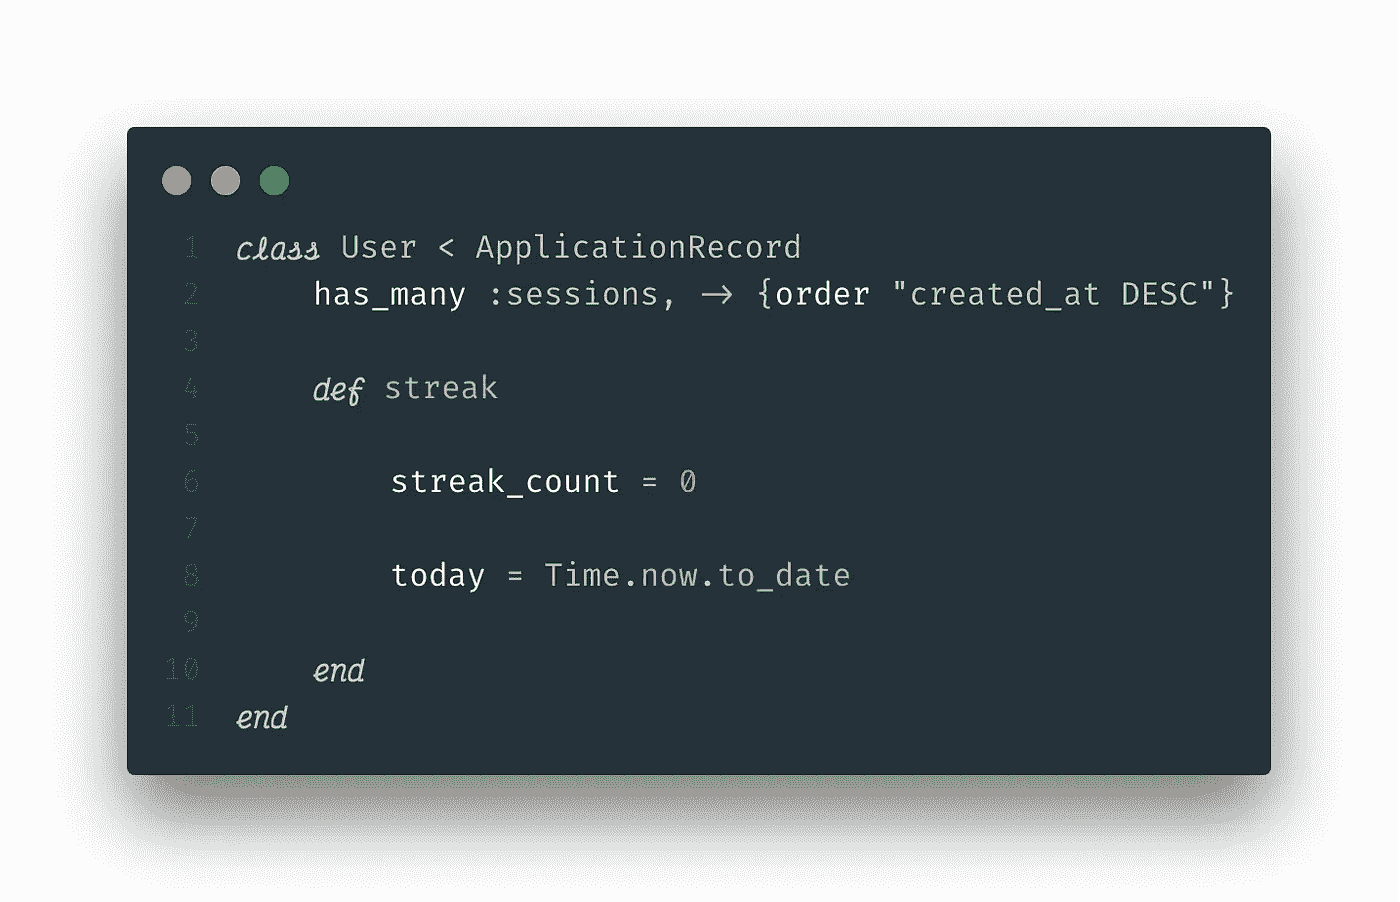 1 class User < ApplicationRecord
2 has_many :sessions, -> {order "created_at DESC"}
3
4 def streak
5
6 streak_count = 0
7
8 today = Time.now.to_date
9
10 end
11 end